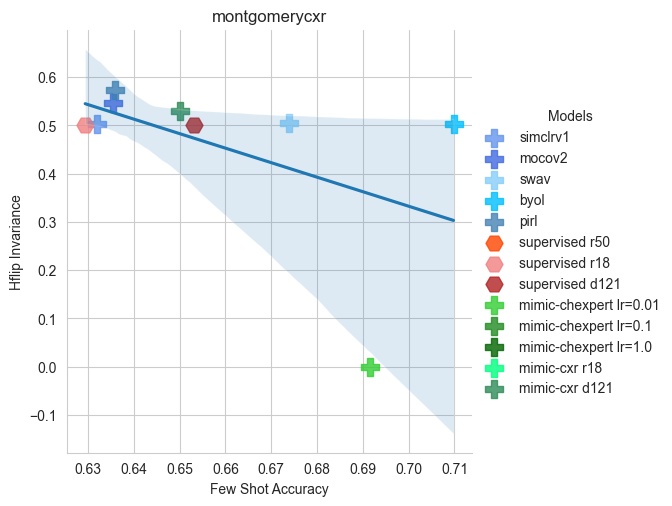 montgomerycxr
Hflip Invariance
0.6
0.5
0.4
0.3
0.2
0.1
0.0
−0.1
0.63 0.64 0.65 0.66 0.67 0.68 0.69 0.70 0.71
Few Shot Accuracy
Models
simclrv1
mocov2
swav
byol
pirl
supervised r50
supervised r18
supervised d121
mimic-chexpert lr=0.01
mimic-chexpert lr=0.1
mimic-chexpert lr=1.0
mimic-cxr r18
mimic-cxr d121